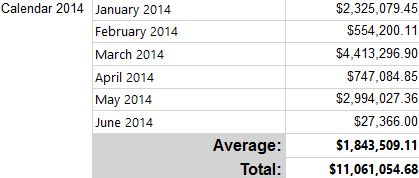 Calendar 2014 January 2014 $2,325,079.45
February 2014 $554,200.11
March 2014 $4,413,296.90
April 2014 $747,084.85
May 2014 $2,994,027.36
June 2014 $27,366.00
Average: $1,843,509.11
Total: $11,061,054.68